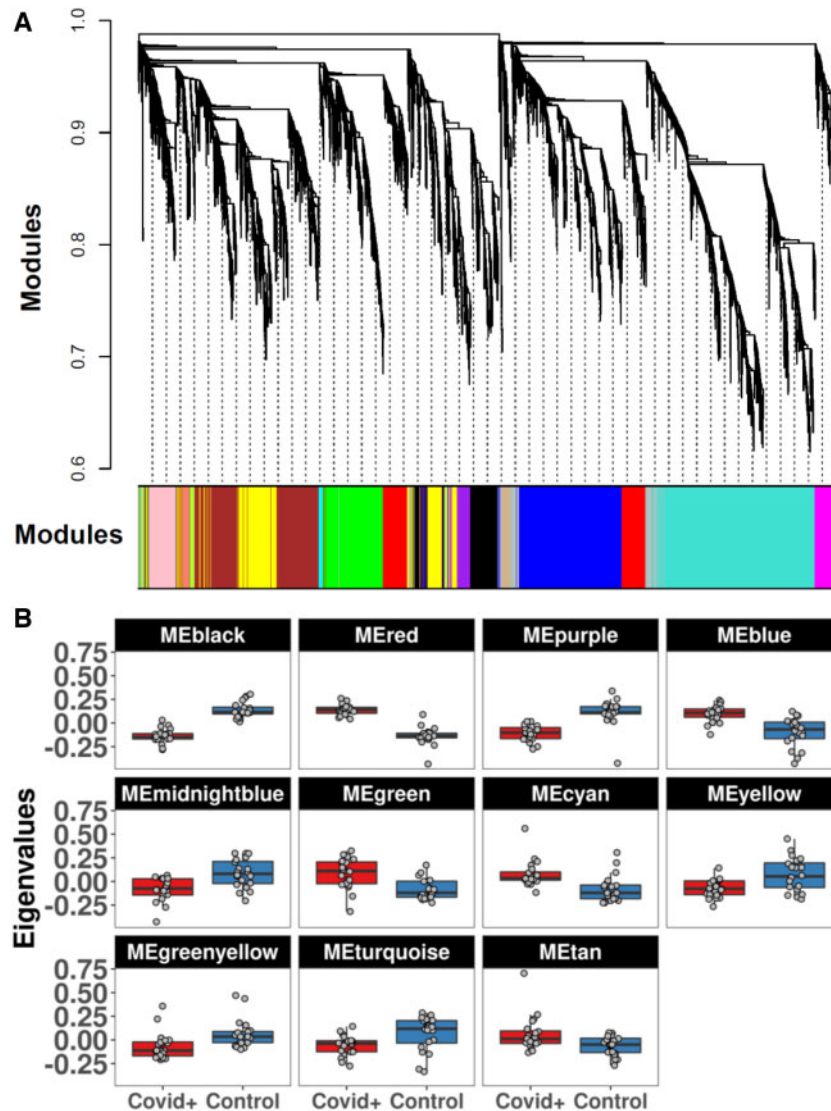 A
Modules
1.0
0.9
0.8
0.7
0.6
Modules
B
Eigenvalues
MEblack MEred MEpurple MEblue
0.75
0.50
0.25
0.00
-0.25
MEmidnightblue MEgreen MEcyan MEyellow
0.75
0.50
0.25
0.00
-0.25
MEgreenyellow MEturquoise MEtan
0.75
0.50
0.25
0.00
-0.25
Covid+ Control Covid+ Control Covid+ Control